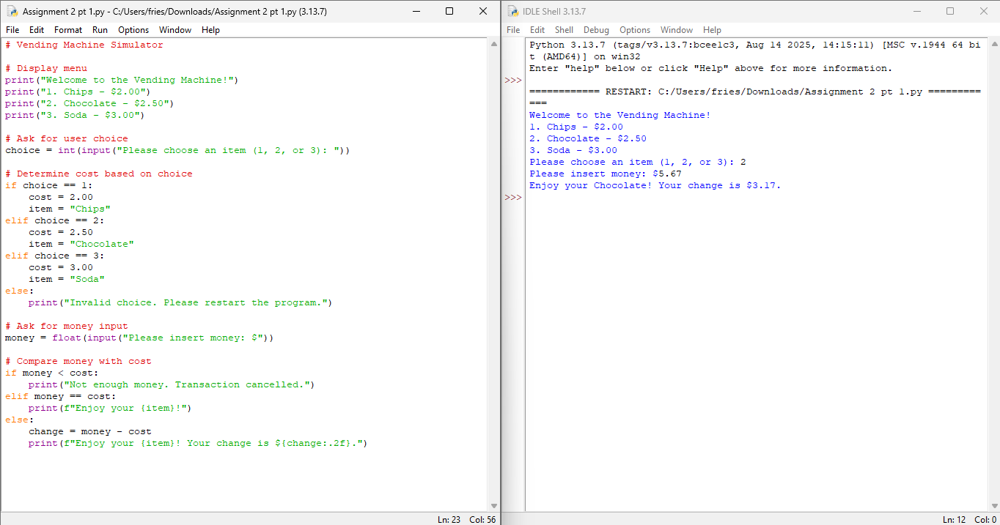 Assignment 2 pt 1.py - C:/Users/fries/Downloads/Assignment 2 pt 1.py (3.13.7)
File Edit Format Run Options Window Help
# Vending Machine Simulator
# Display menu
print("Welcome to the Vending Machine!")
print("1. Chips - $2.00")
print("2. Chocolate - $2.50")
print("3. Soda - $3.00")
# Ask for user choice
choice = int(input("Please choose an item (1, 2, or 3): "))
# Determine cost based on choice
if choice == 1:
    cost = 2.00
    item = "Chips"
elif choice == 2:
    cost = 2.50
    item = "Chocolate"
elif choice == 3:
    cost = 3.00
    item = "Soda"
else:
    print("Invalid choice. Please restart the program.")
# Ask for money input
money = float(input("Please insert money: $"))
# Compare money with cost
if money < cost:
    print("Not enough money. Transaction cancelled.")
elif money == cost:
    print(f"Enjoy your {item}!")
else:
    change = money - cost
    print(f"Enjoy your {item}! Your change is ${change:.2f}.")
Ln: 23 Col: 56
IDLE Shell 3.13.7
File Edit Shell Debug Options Window Help
Python 3.13.7 (tags/v3.13.7:bcee1c3, Aug 14 2025, 14:15:11) [MSC v.1944 64 bi
t (AMD64)] on win32
Enter "help" below or click "Help" above for more information.
>>>
============ RESTART: C:/Users/fries/Downloads/Assignment 2 pt 1.py =========
===
Welcome to the Vending Machine!
1. Chips - $2.00
2. Chocolate - $2.50
3. Soda - $3.00
Please choose an item (1, 2, or 3): 2
Please insert money: $5.67
Enjoy your Chocolate! Your change is $3.17.
>>>
Ln: 12 Col: 0